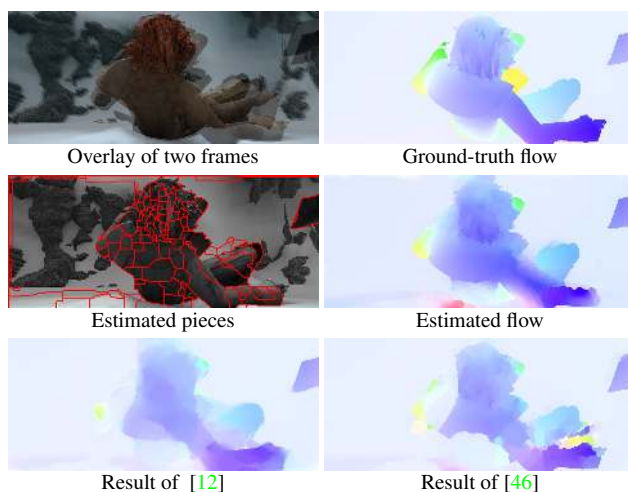 Overlay of two frames
Ground-truth flow
Estimated pieces
Estimated flow
Result of [12]
Result of [46]